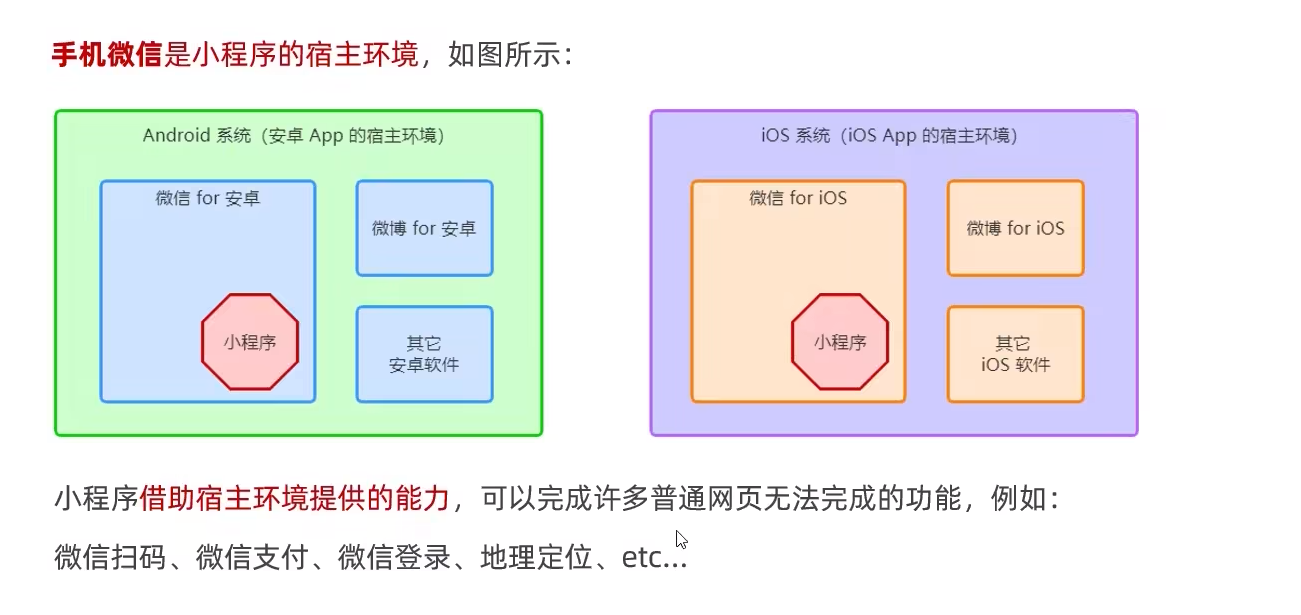 手机微信是小程序的宿主环境，如图所示：
Android 系统（安卓 App 的宿主环境）
微信 for 安卓
微博 for 安卓
小程序
其它
安卓软件
iOS 系统（iOS App 的宿主环境）
微信 for iOS
微博 for iOS
小程序
其它
iOS 软件
小程序借助宿主环境提供的能力，可以完成许多普通网页无法完成的功能，例如：
微信扫码、微信支付、微信登录、地理定位、etc...